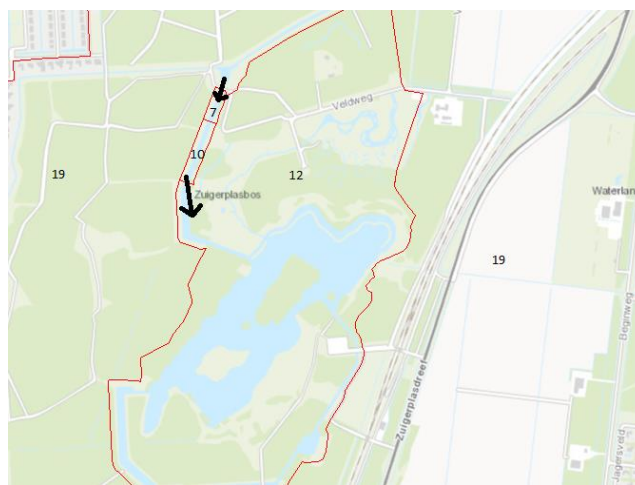 7
Veldweg
10
19
12
Zuigerplasbos
Waterlan
19
Beginweg
Zuigerplasdreef
Jagersveld